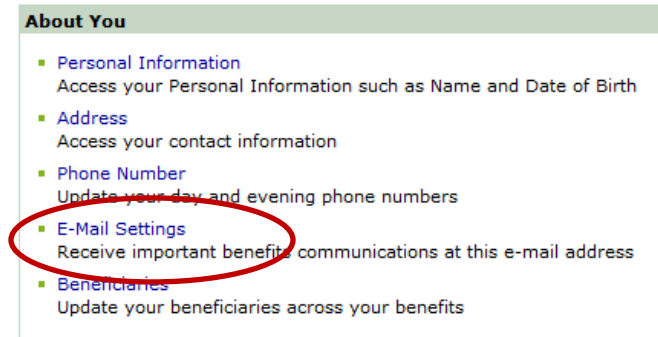 About You
Personal Information
Access your Personal Information such as Name and Date of Birth
Address
Access your contact information
Phone Number
Update your day and evening phone numbers
E-Mail Settings
Receive important benefits communications at this e-mail address
Beneficiaries
Update your beneficiaries across your benefits